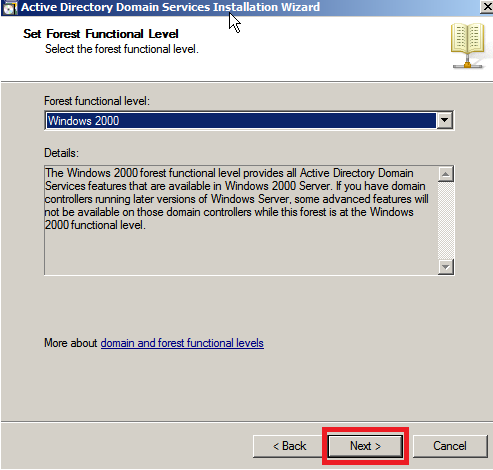 Active Directory Domain Services Installation Wizard
Set Forest Functional Level
Select the forest functional level.
Forest functional level:
Windows 2000
Details:
The Windows 2000 forest functional level provides all Active Directory Domain
Services features that are available in Windows 2000 Server. If you have domain
controllers running later versions of Windows Server, some advanced features will
not be available on those domain controllers while this forest is at the Windows
2000 functional level.
More about domain and forest functional levels
< Back Next > Cancel